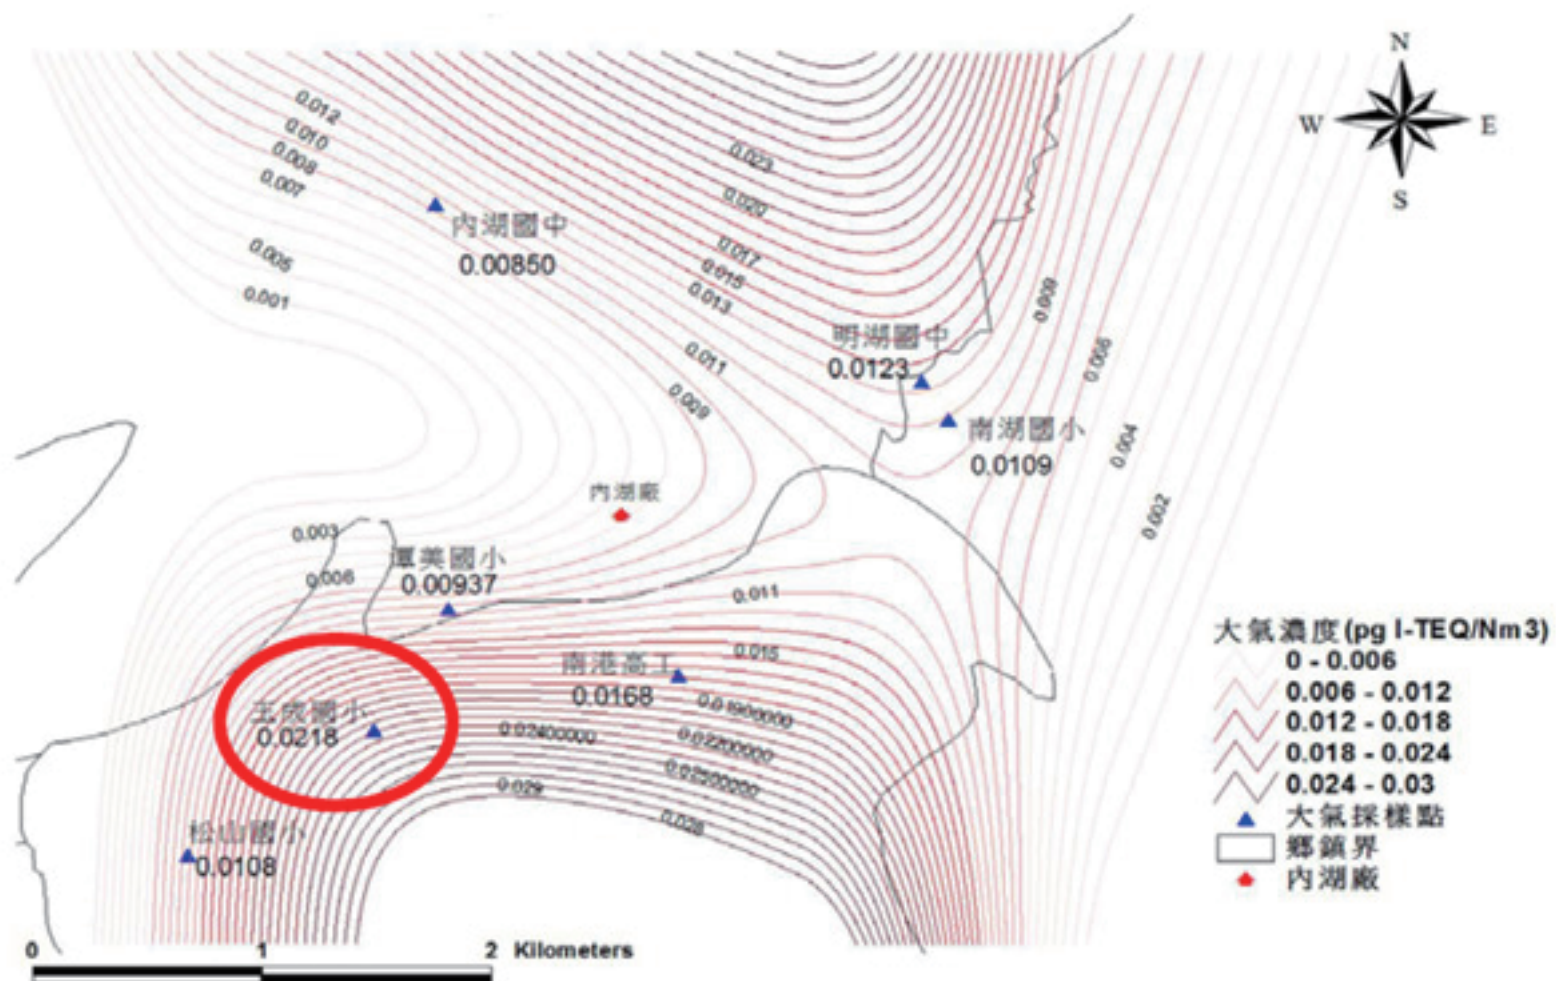 N
W E
S
0.012
0.010
0.008
0.007
0.005
0.001
0.023
0.020
0.017
0.015
0.013
0.011
0.009
內湖國中
0.00850
明湖國中
0.0123
南湖國小
0.0109
0.009
0.006
0.004
0.002
內湖廠
0.003
0.006
潭美國小
0.00937
0.011
0.015
南港高工
0.0168
0.01900000
0.02200000
0.02500000
0.02400000
0.029
0.028
玉成國小
0.0218
松山國小
0.0108
大氣濃度(pg I-TEQ/Nm3)
0 - 0.006
0.006 - 0.012
0.012 - 0.018
0.018 - 0.024
0.024 - 0.03
大氣採樣點
鄉鎮界
內湖廠
0 1 2 Kilometers